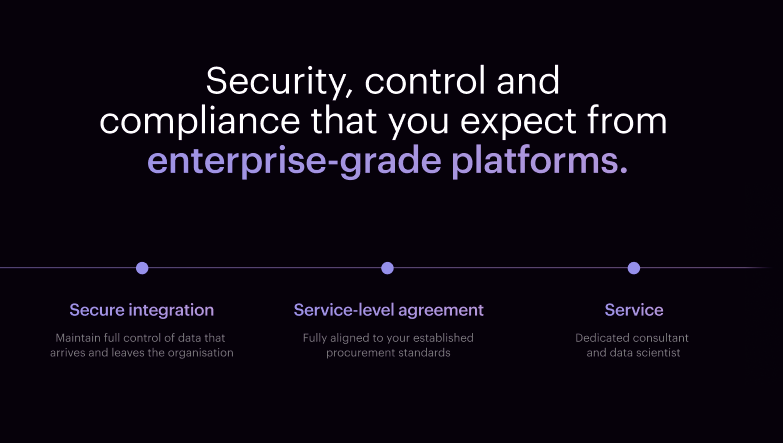 Security, control and
compliance that you expect from
enterprise-grade platforms.
Secure integration
Maintain full control of data that
arrives and leaves the organisation
Service-level agreement
Fully aligned to your established
procurement standards
Service
Dedicated consultant
and data scientist